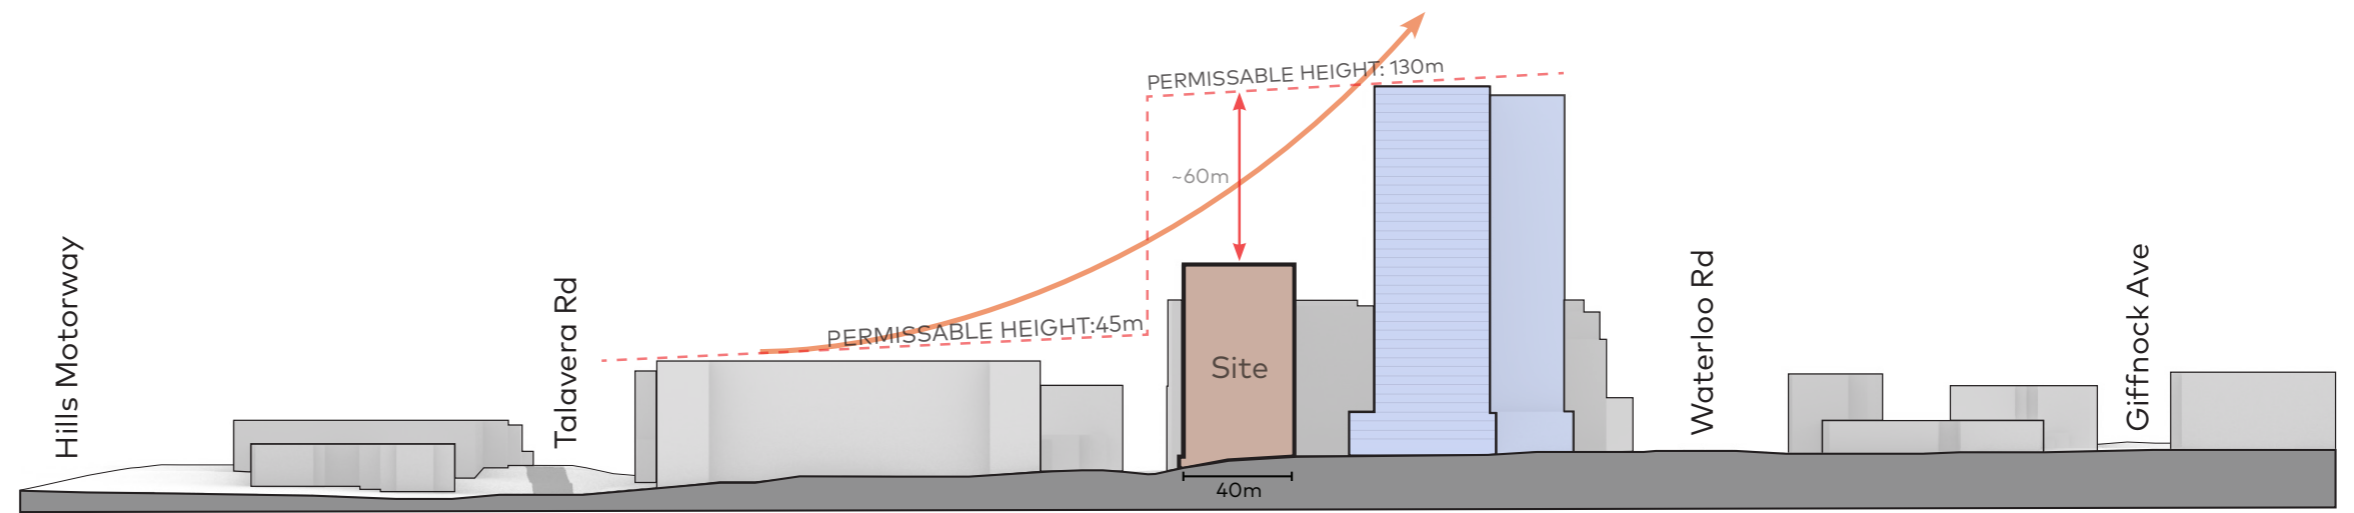 Hills Motorway
Talavera Rd
PERMISSABLE HEIGHT:45m
PERMISSABLE HEIGHT: 130m
~60m
Site
40m
Waterloo Rd
Giffnock Ave